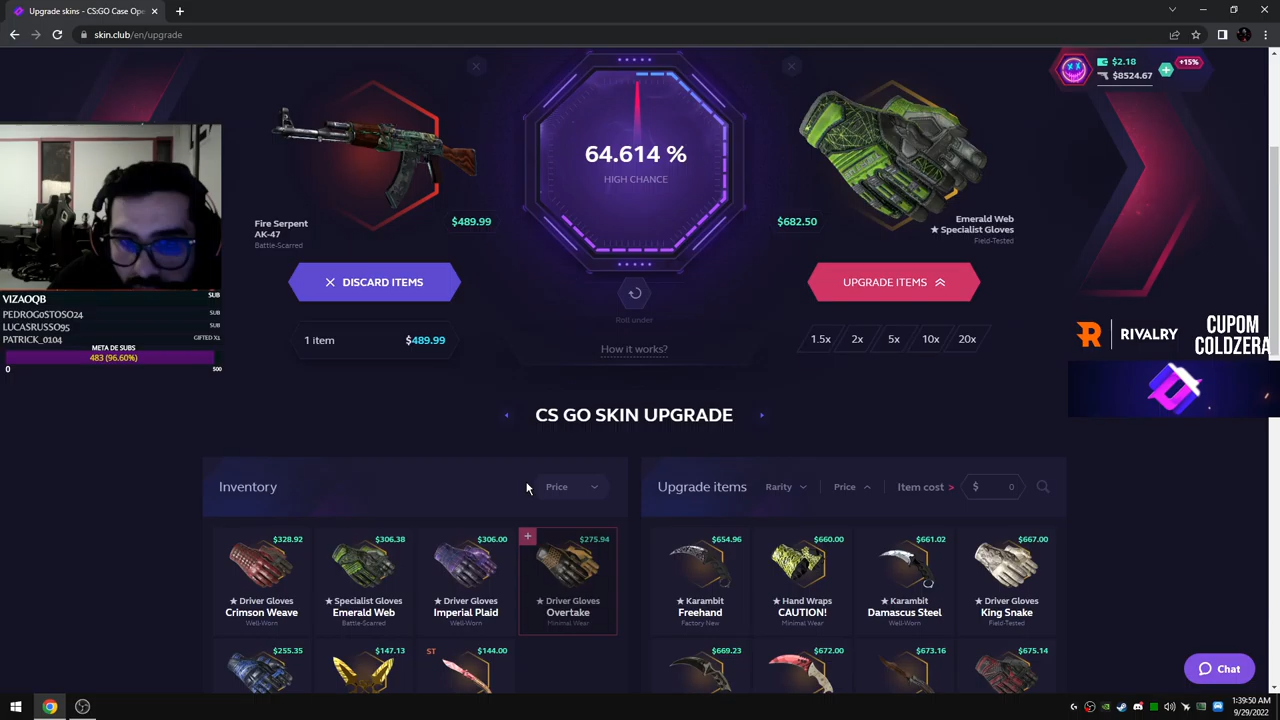 Upgrade skins - CS:GO Case Ope
skin.club/en/upgrade
$2.18
$8524.67
+15%
64.614 %
HIGH CHANCE
Fire Serpent
AK-47
Battle-Scarred
$489.99
$682.50
Emerald Web
★ Specialist Gloves
Field-Tested
DISCARD ITEMS
UPGRADE ITEMS
Roll under
1 item
$489.99
How it works?
1.5x
2x
5x
10x
20x
VIZAOQB
SUB
PEDROG0STOSO24
SUB
LUCASRUSSO95
SUB
PATRICK_0104
GIFTED X1
META DE SUBS
483 (96.60%)
0
500
RIVALRY
CUPOM
COLDZERA
CS GO SKIN UPGRADE
Inventory
Price
Upgrade items
Rarity
Price
Item cost >
$
0
$328.92
★ Driver Gloves
Crimson Weave
Well-Worn
$306.38
★ Specialist Gloves
Emerald Web
Battle-Scarred
$306.00
★ Driver Gloves
Imperial Plaid
Well-Worn
$275.94
★ Driver Gloves
Overtake
Minimal Wear
$654.96
★ Karambit
Freehand
Factory New
$660.00
★ Hand Wraps
CAUTION!
Minimal Wear
$661.02
★ Karambit
Damascus Steel
Well-Worn
$667.00
★ Driver Gloves
King Snake
Field-Tested
$255.35
$147.13
ST
$144.00
$669.23
$672.00
$673.16
$675.14
Chat
1:39:50 AM
9/29/2022